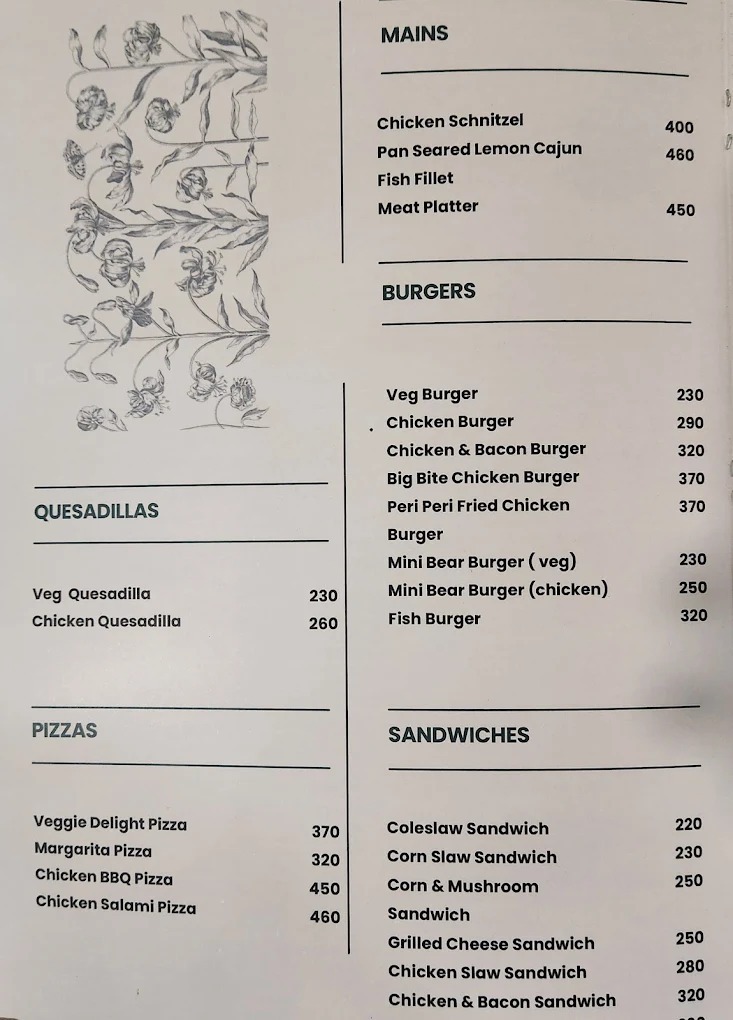 QUESADILLAS
Veg Quesadilla 230
Chicken Quesadilla 260
PIZZAS
Veggie Delight Pizza 370
Margarita Pizza 320
Chicken BBQ Pizza 450
Chicken Salami Pizza 460
MAINS
Chicken Schnitzel 400
Pan Seared Lemon Cajun 460
Fish Fillet
Meat Platter 450
BURGERS
Veg Burger 230
Chicken Burger 290
Chicken & Bacon Burger 320
Big Bite Chicken Burger 370
Peri Peri Fried Chicken 370
Burger
Mini Bear Burger ( veg) 230
Mini Bear Burger (chicken) 250
Fish Burger 320
SANDWICHES
Coleslaw Sandwich 220
Corn Slaw Sandwich 230
Corn & Mushroom 250
Sandwich
Grilled Cheese Sandwich 250
Chicken Slaw Sandwich 280
Chicken & Bacon Sandwich 320